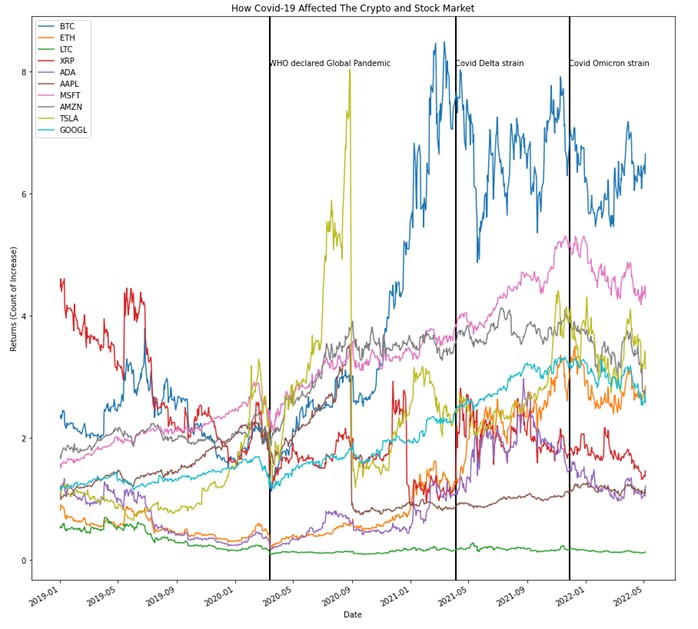 How Covid-19 Affected The Crypto and Stock Market
BTC
ETH
LTC
XRP
ADA
AAPL
MSFT
AMZN
TSLA
GOOGL
WHO declared Global Pandemic
Covid Delta strain
Covid Omicron strain
Returns (Count of Increase)
8
6
4
2
0
2019-01
2019-05
2019-09
2020-01
2020-05
2020-09
2021-01
2021-05
2021-09
2022-01
2022-05
Date